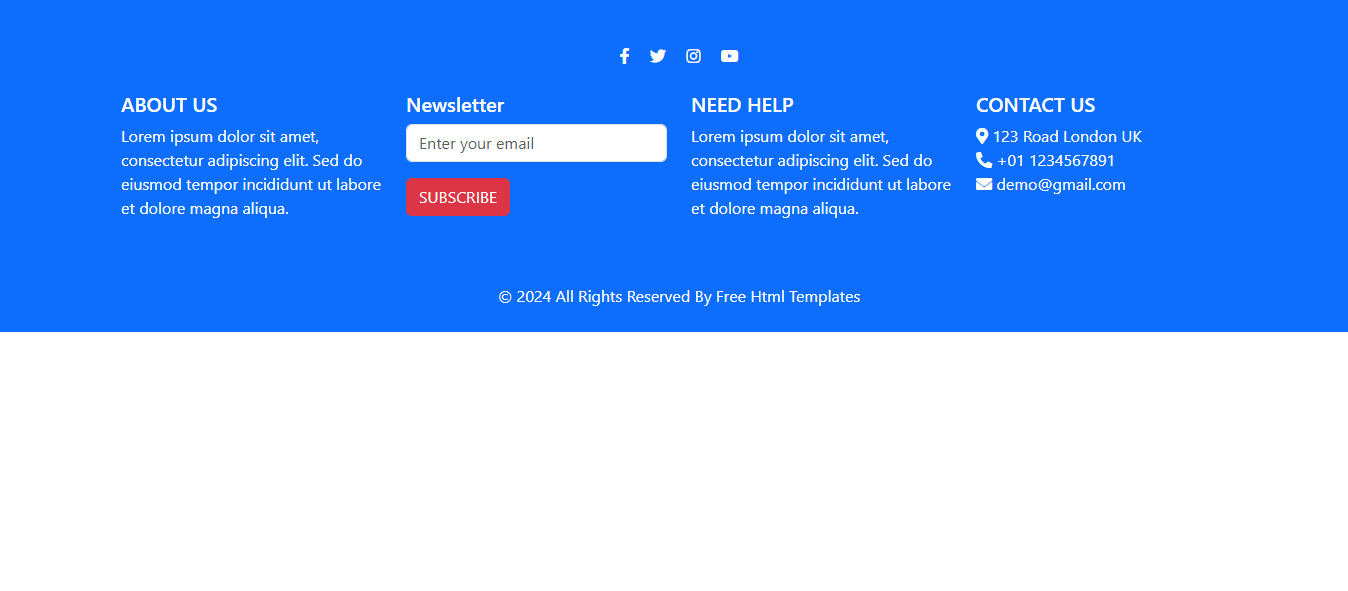 ABOUT US
Lorem ipsum dolor sit amet,
consectetur adipiscing elit. Sed do
eiusmod tempor incididunt ut labore
et dolore magna aliqua.
Newsletter
Enter your email
SUBSCRIBE
NEED HELP
Lorem ipsum dolor sit amet,
consectetur adipiscing elit. Sed do
eiusmod tempor incididunt ut labore
et dolore magna aliqua.
CONTACT US
123 Road London UK
+01 1234567891
demo@gmail.com
© 2024 All Rights Reserved By Free Html Templates